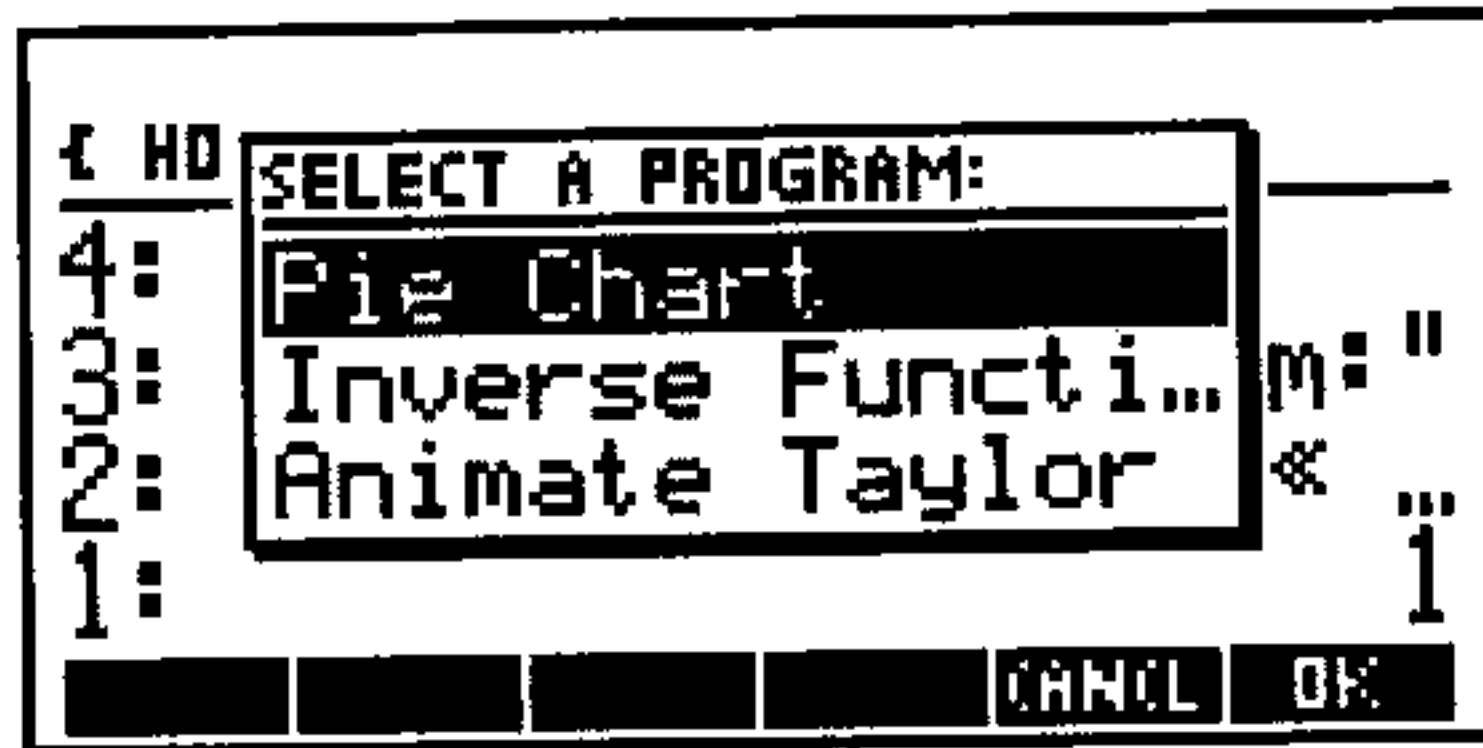 { HO
SELECT A PROGRAM:
4: Pie Chart
3: Inverse Functi… m: "
2: Animate Taylor « …
1: 1
CANCL OK